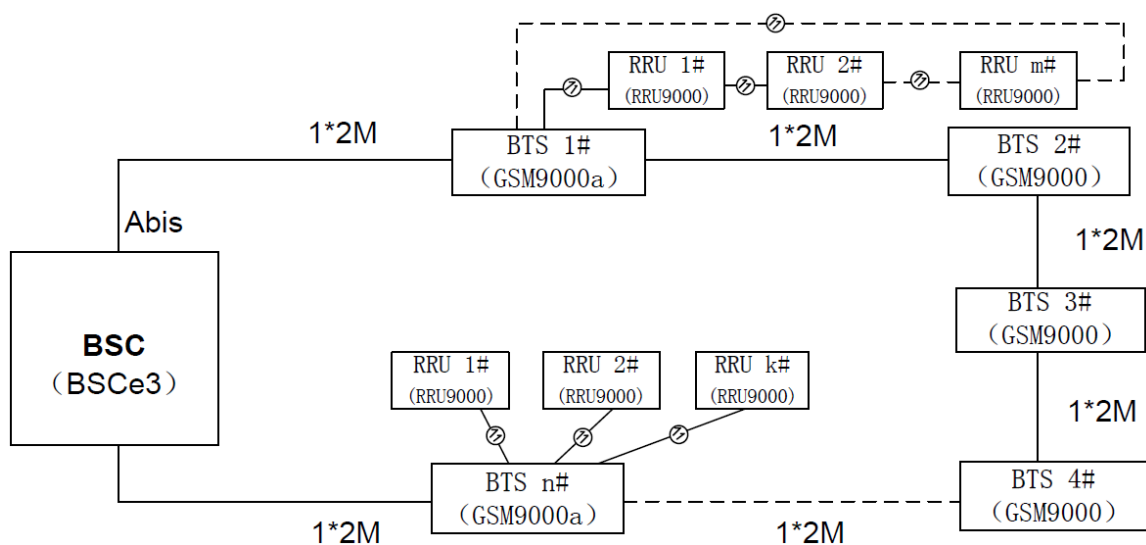 RRU 1#
(RRU9000)
RRU 2#
(RRU9000)
RRU m#
(RRU9000)
1*2M
BTS 1#
(GSM9000a)
1*2M
BTS 2#
(GSM9000)
Abis
1*2M
BSC
(BSCe3)
BTS 3#
(GSM9000)
RRU 1#
(RRU9000)
RRU 2#
(RRU9000)
RRU k#
(RRU9000)
1*2M
BTS n#
(GSM9000a)
BTS 4#
(GSM9000)
1*2M
1*2M